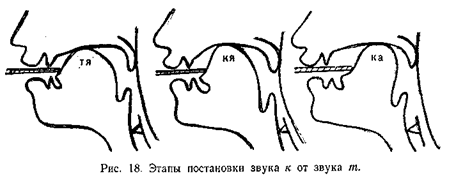 тя кя ка
Рис. 18. Этапы постановки звука к от звука т.